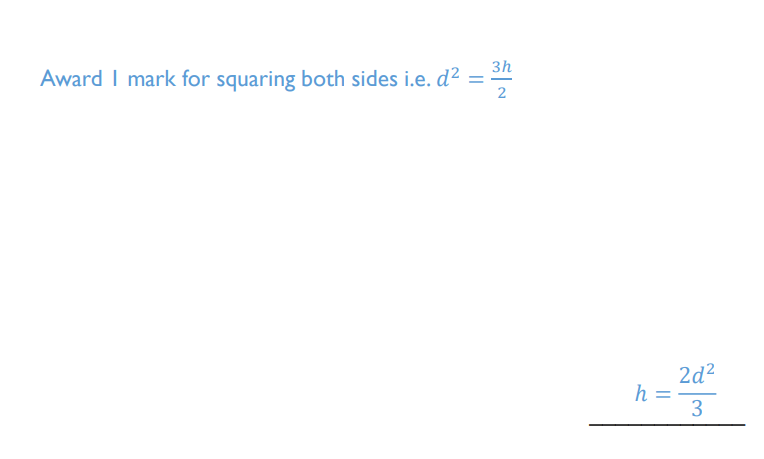 Award 1 mark for squaring both sides i.e. d² = 3h/2
h = 2d²/3